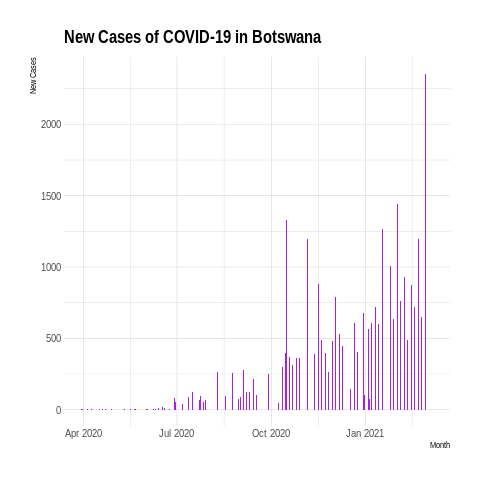 New Cases of COVID-19 in Botswana
New Cases
2000
1500
1000
500
0
Apr 2020
Jul 2020
Oct 2020
Jan 2021
Month